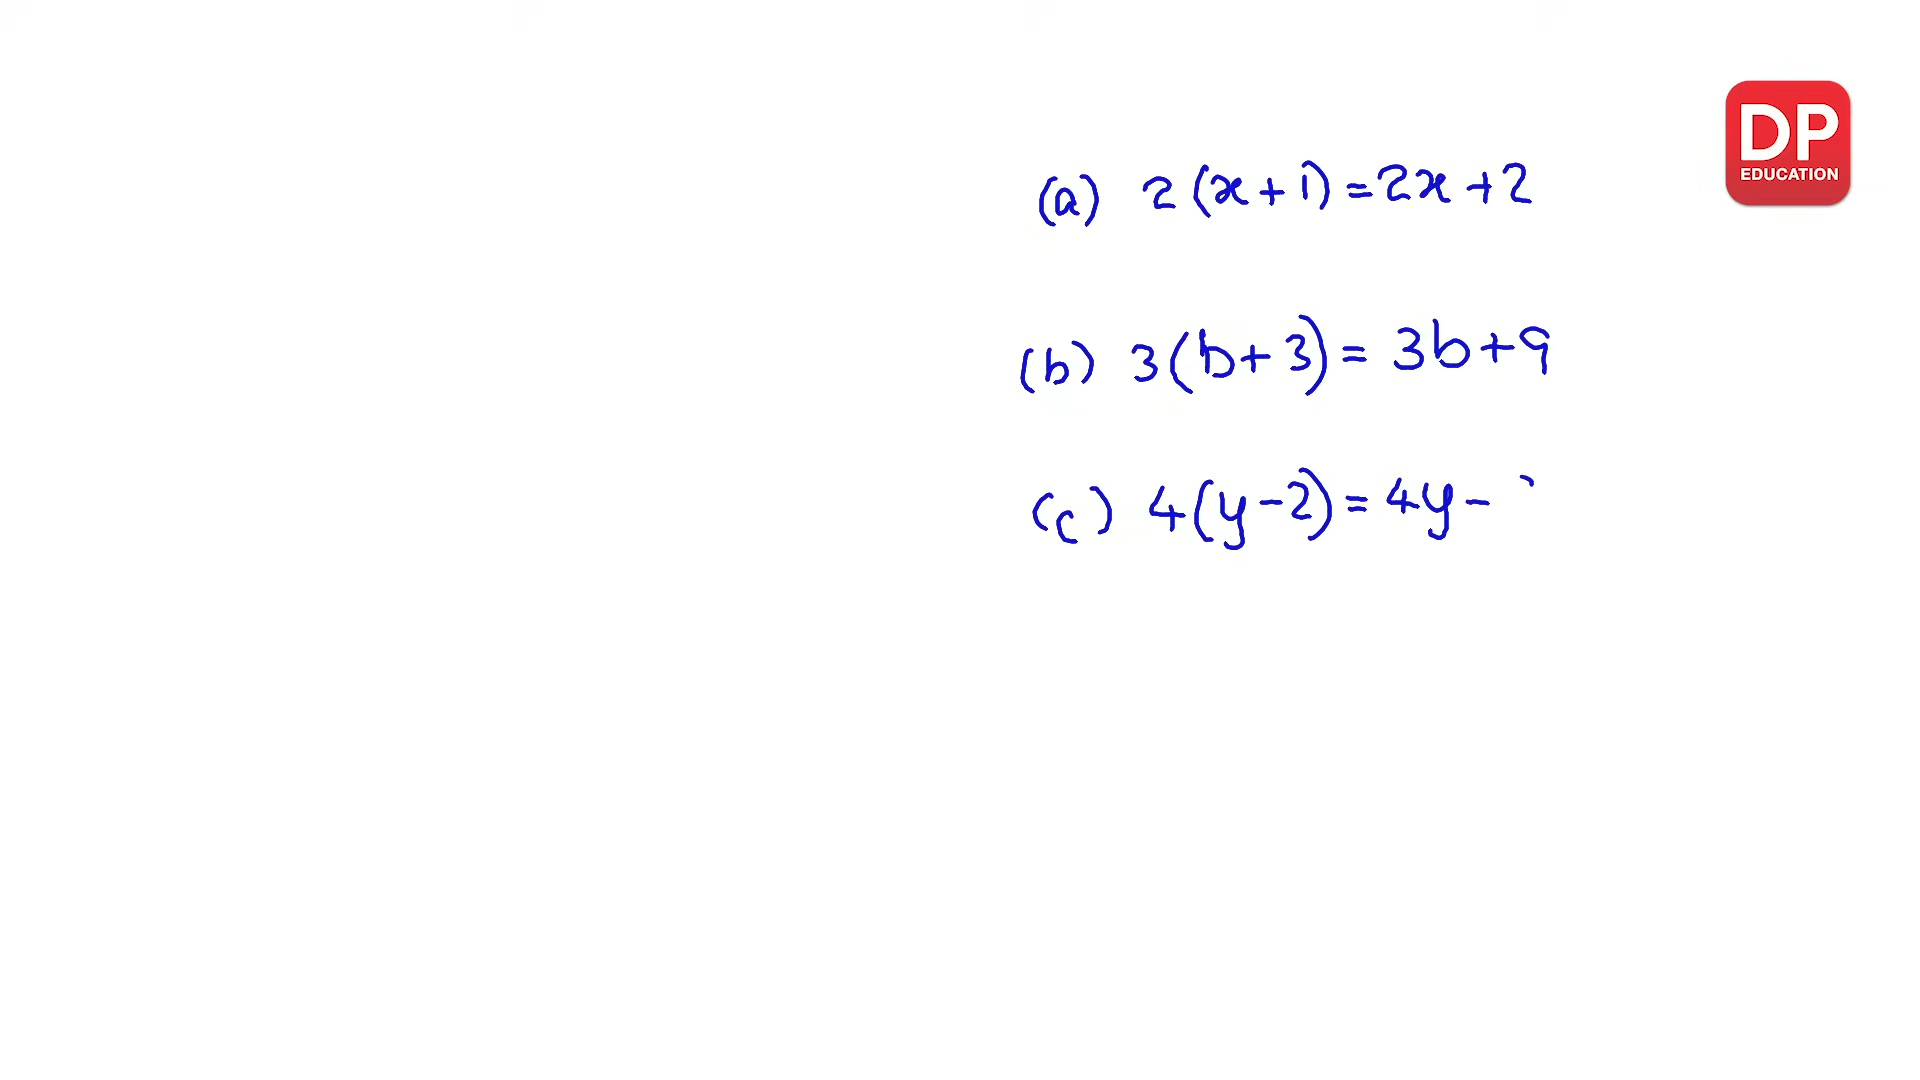 DP
EDUCATION
(a) 2(x+1)=2x+2
(b) 3(b+3)=3b+9
(c) 4(y-2)=4y-